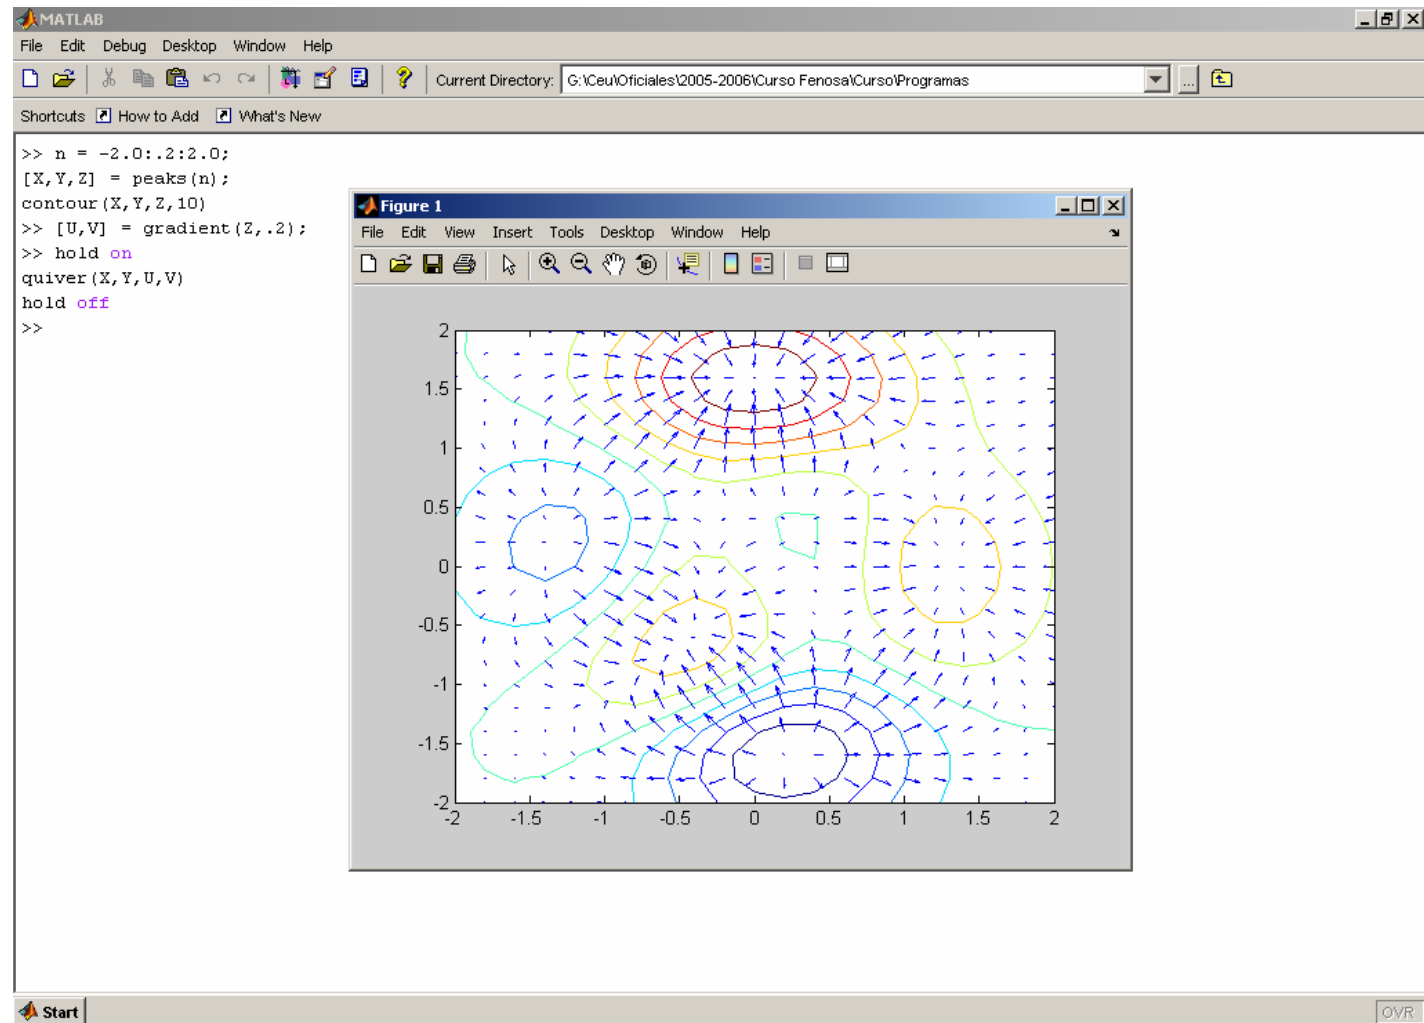 MATLAB
File Edit Debug Desktop Window Help
Current Directory: G:\Ceu\Oficiales\2005-2006\Curso Fenosa\Curso\Programas
...
Shortcuts How to Add What's New
>> n = -2.0:.2:2.0;
[X,Y,Z] = peaks(n);
contour(X,Y,Z,10)
>> [U,V] = gradient(Z,.2);
>> hold on
quiver(X,Y,U,V)
hold off
>>
Figure 1
File Edit View Insert Tools Desktop Window Help
2
1.5
1
0.5
0
-0.5
-1
-1.5
-2
-2 -1.5 -1 -0.5 0 0.5 1 1.5 2
Start
OVR